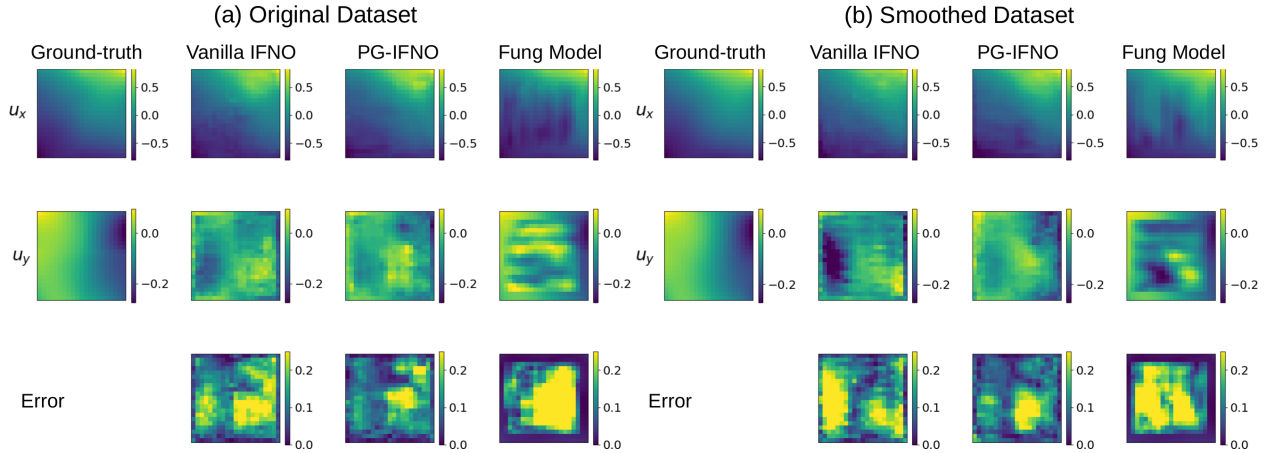 (a) Original Dataset
(b) Smoothed Dataset
Ground-truth Vanilla IFNO PG-IFNO Fung Model Ground-truth Vanilla IFNO PG-IFNO Fung Model
u_x 0.5 0.0 −0.5 0.5 0.0 −0.5 0.5 0.0 −0.5 0.5 0.0 −0.5 u_x 0.5 0.0 −0.5 0.5 0.0 −0.5 0.5 0.0 −0.5 0.5 0.0 −0.5
u_y 0.0 −0.2 0.0 −0.2 0.0 −0.2 0.0 −0.2 u_y 0.0 −0.2 0.0 −0.2 0.0 −0.2 0.0 −0.2
Error 0.2 0.1 0.0 0.2 0.1 0.0 0.2 0.1 0.0 Error 0.2 0.1 0.0 0.2 0.1 0.0 0.2 0.1 0.0